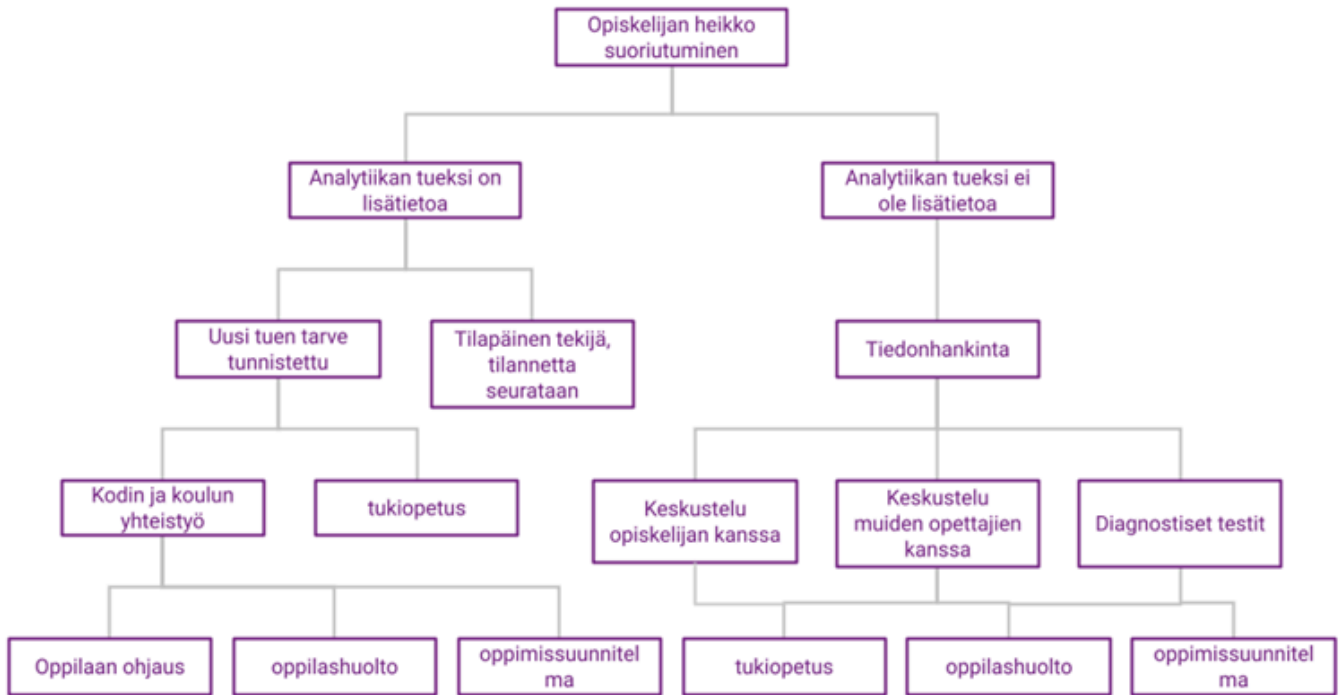 Opiskelijan heikko
suoriutuminen
Analytiikan tueksi on
lisätietoa
Analytiikan tueksi ei
ole lisätietoa
Uusi tuen tarve
tunnistettu
Tilapäinen tekijä,
tilannetta
seurataan
Tiedonhankinta
Kodin ja koulun
yhteistyö
tukiopetus
Keskustelu
opiskelijan kanssa
Keskustelu
muiden opettajien
kanssa
Diagnostiset testit
Oppilaan ohjaus
oppilashuolto
oppimissuunnitel
ma
tukiopetus
oppilashuolto
oppimissuunnitel
ma